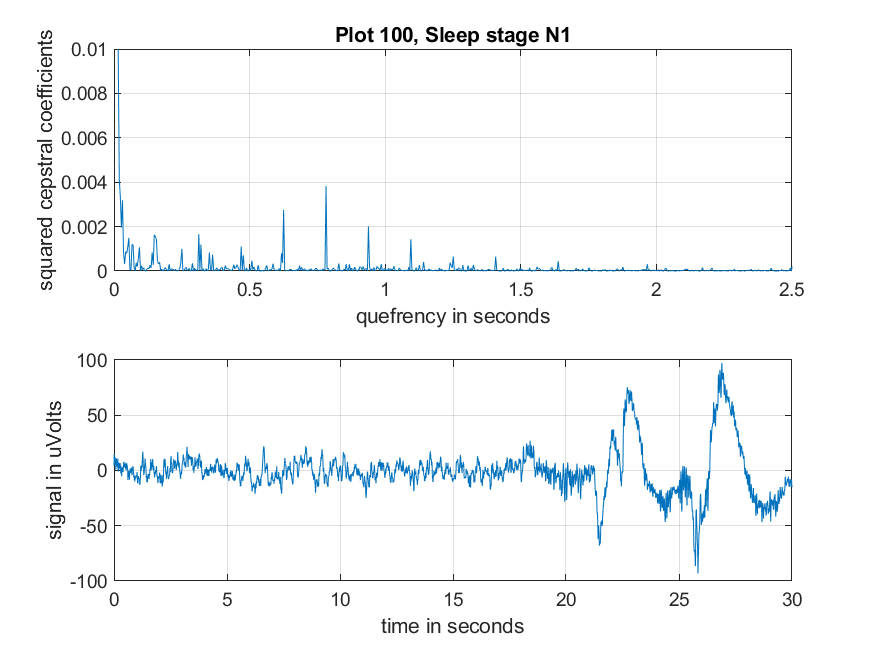 Plot 100, Sleep stage N1
squared cepstral coefficients
0.01
0.008
0.006
0.004
0.002
0
0 0.5 1 1.5 2 2.5
quefrency in seconds
signal in uVolts
100
50
0
-50
-100
0 5 10 15 20 25 30
time in seconds